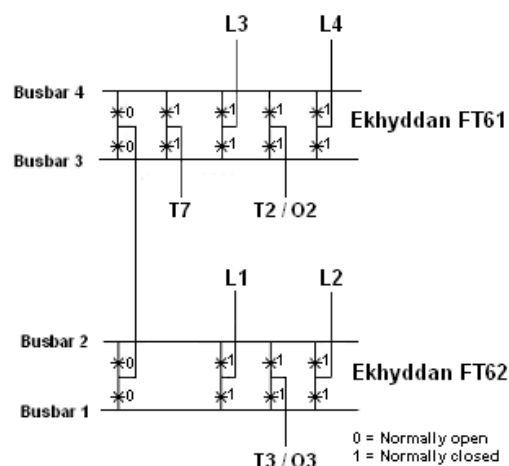 L3 L4
Busbar 4
0 1 1 1 1
Ekhyddan FT61
0 1 1 1
Busbar 3
T7 T2 / O2
L1 L2
Busbar 2
0 1 1 1
Ekhyddan FT62
0 1 1 1
Busbar 1
T3 / O3
0 = Normally open
1 = Normally closed